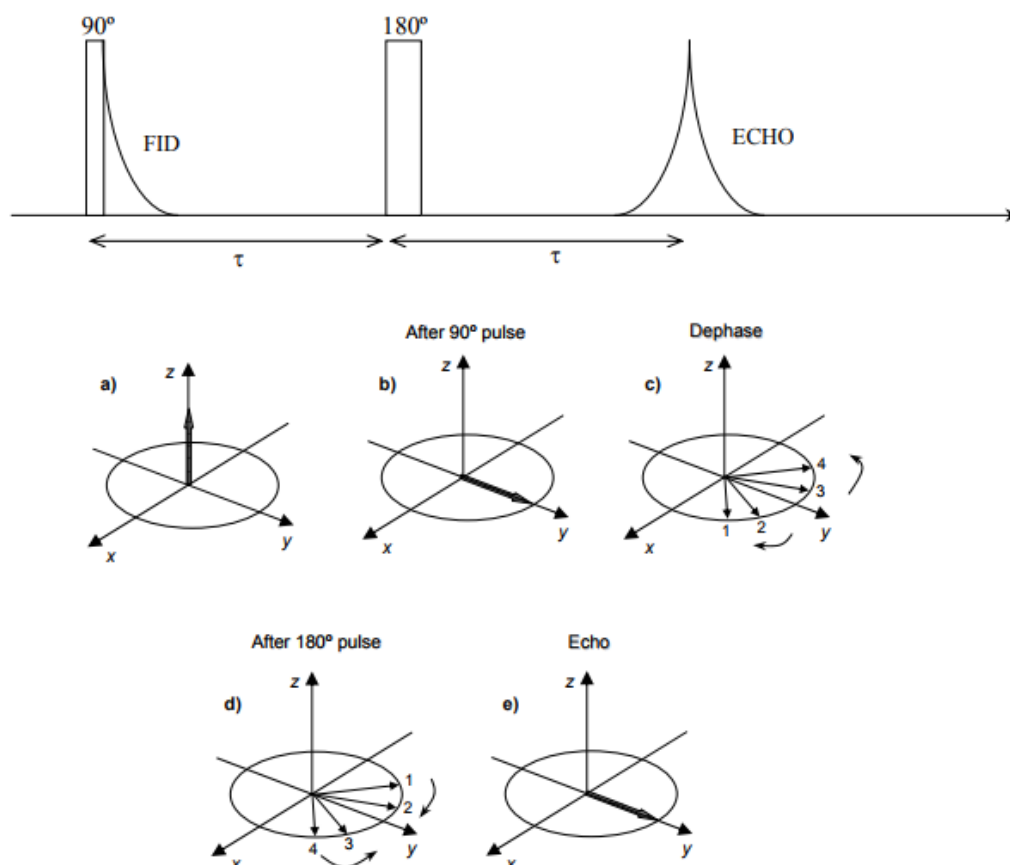 90º 180º
FID ECHO
τ τ
After 90º pulse Dephase
a) z b) z c) z
4
3
x y x y x 1 2 y
After 180º pulse Echo
d) z e) z
1
2
x 4 3 y x y